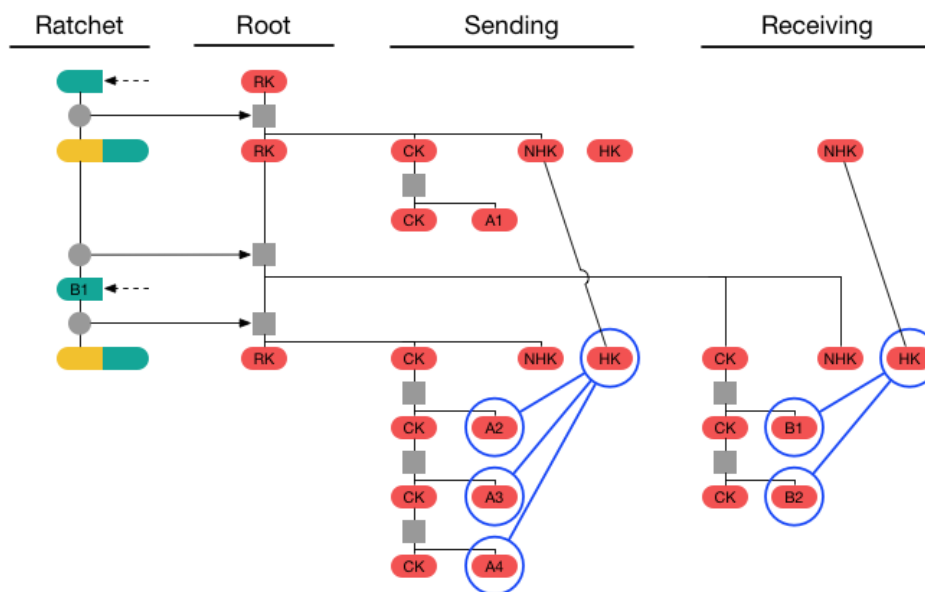 Ratchet Root Sending Receiving
RK
RK CK NHK HK NHK
CK A1
B1
RK CK NHK HK CK NHK HK
CK A2 CK B1
CK A3 CK B2
CK A4